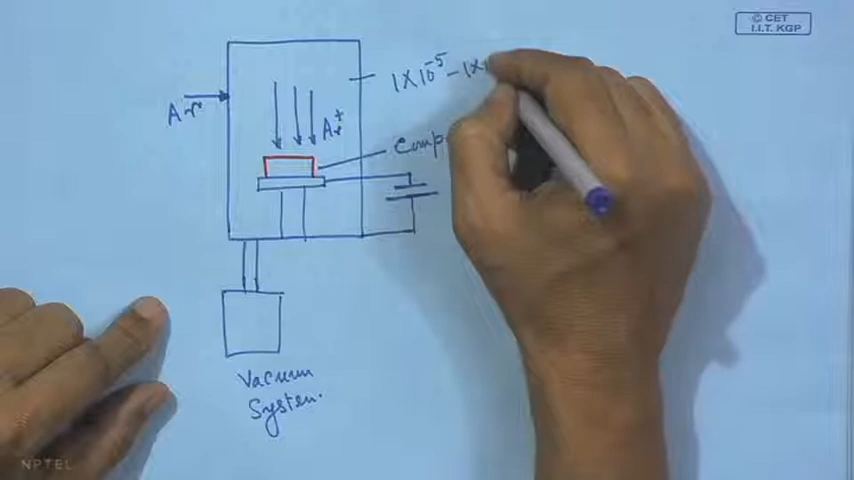 © CET
I.I.T. KGP
1X10^-5 - 1X
Ar
Ar+
Comp
Vacuum
System.
NPTEL